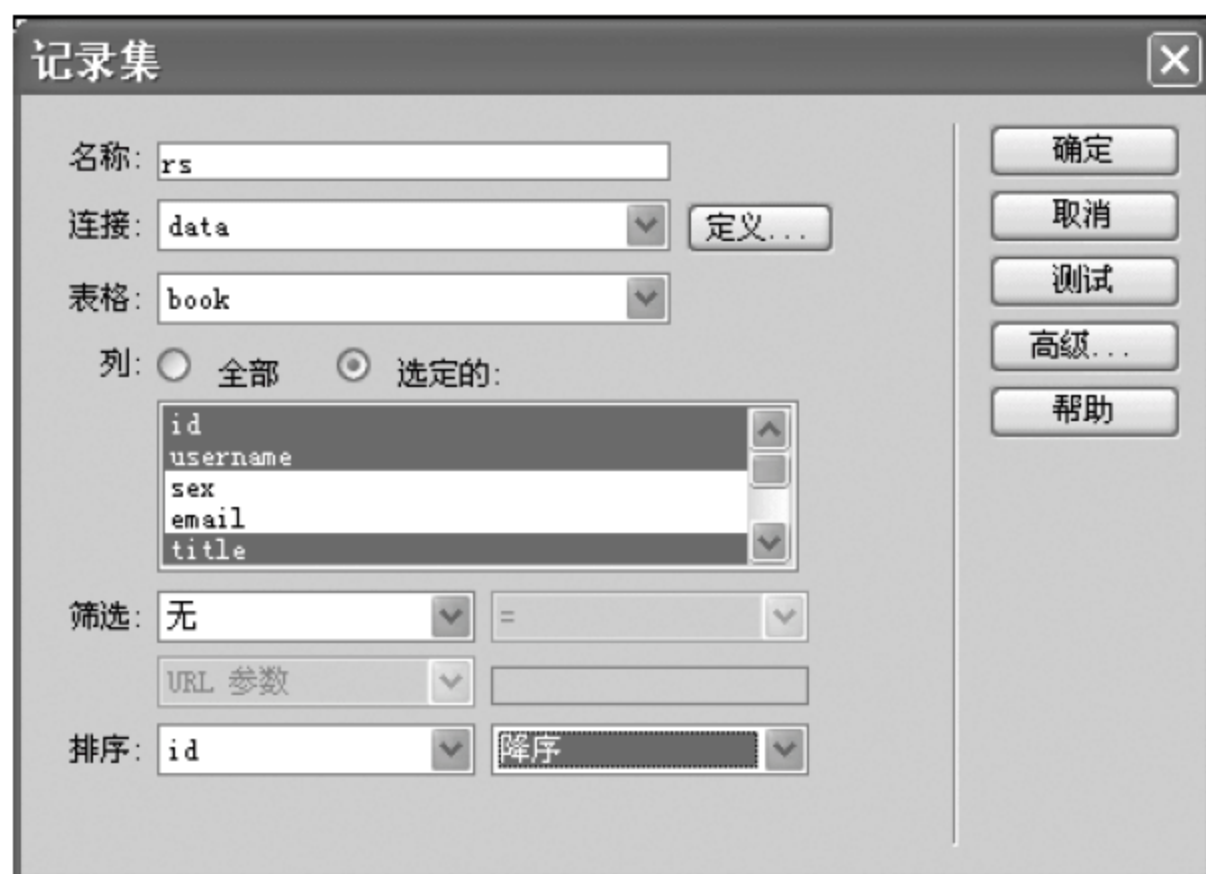 记录集
名称: rs
确定
连接: data 定义...
取消
测试
表格: book
高级...
列: 全部 选定的:
帮助
id
username
sex
email
title
筛选: 无 =
URL 参数
排序: id 降序